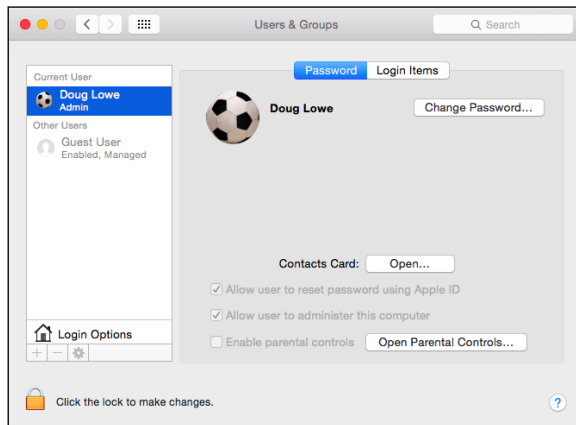 Users & Groups
Search
Password
Login Items
Current User
Doug Lowe
Admin
Other Users
Guest User
Enabled, Managed
Doug Lowe
Change Password...
Contacts Card:
Open...
Allow user to reset password using Apple ID
Allow user to administer this computer
Enable parental controls
Open Parental Controls...
Login Options
+ −
Click the lock to make changes.
?